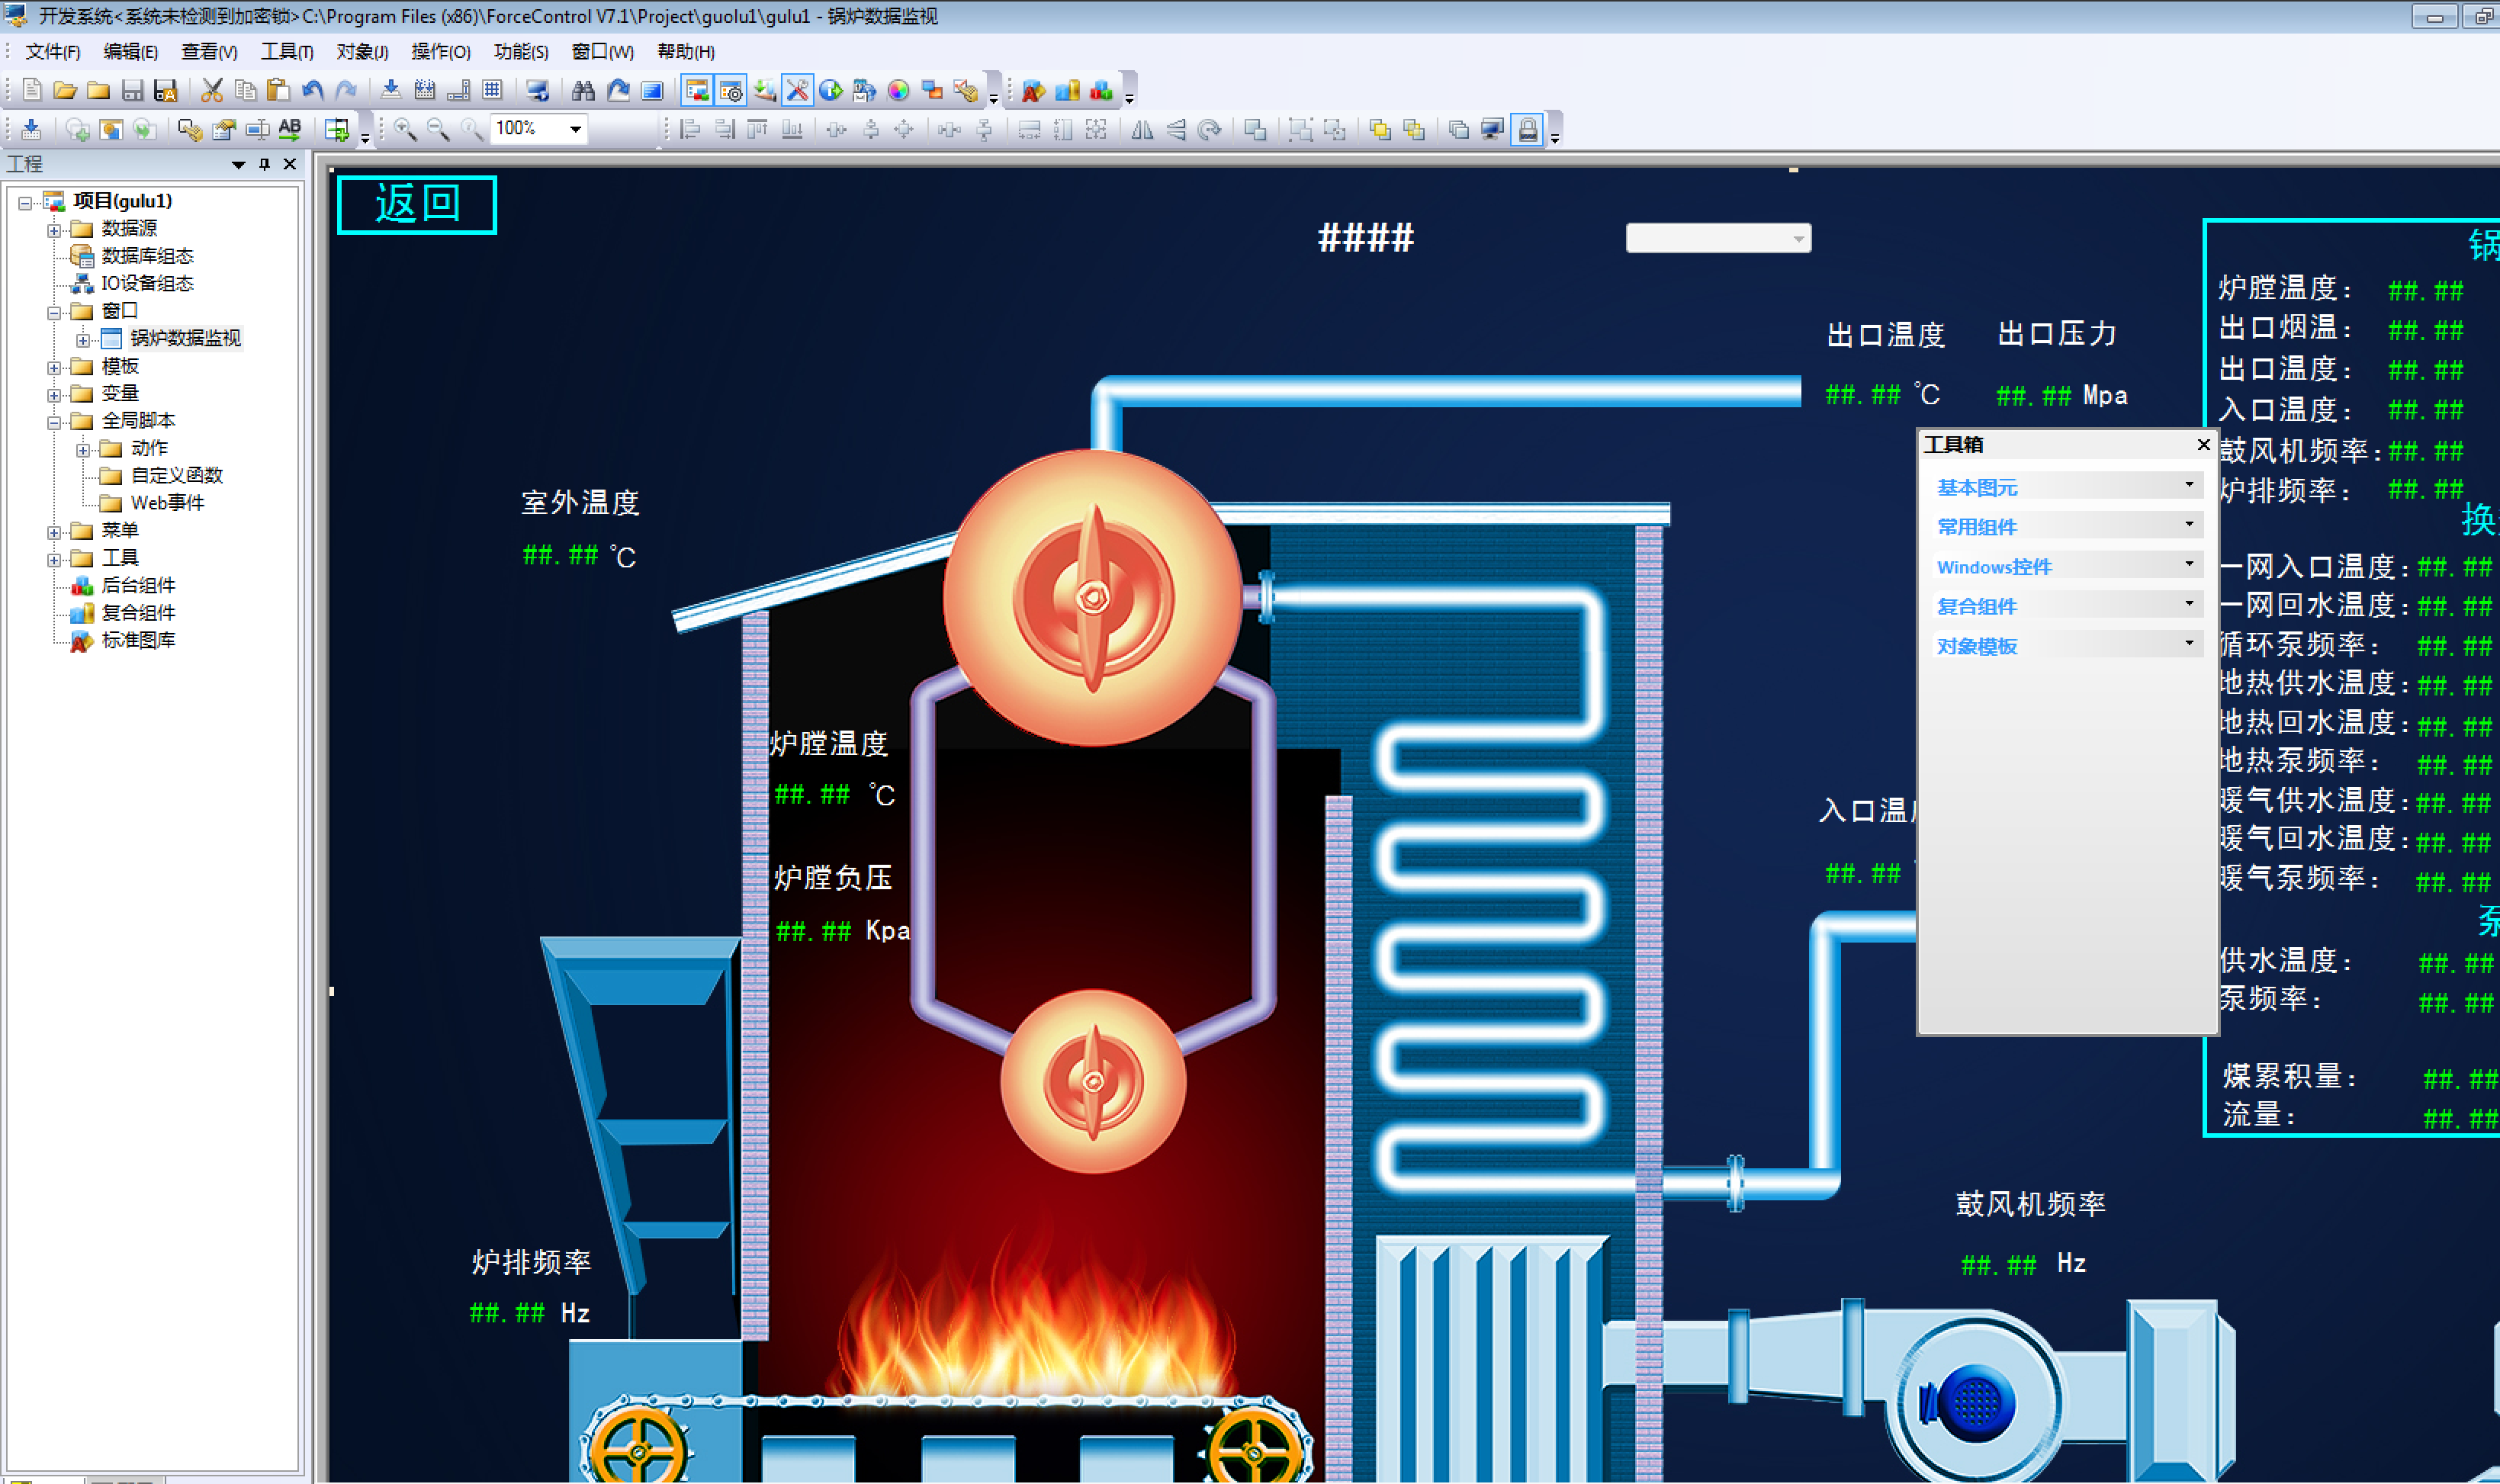 开发系统<系统未检测到加密锁>C:\Program Files (x86)\ForceControl V7.1\Project\guolu1\gulu1 - 锅炉数据监视
文件(F) 编辑(E) 查看(V) 工具(T) 对象(J) 操作(O) 功能(S) 窗口(W) 帮助(H)
AB
100%
工程
项目(gulu1)
数据源
数据库组态
IO设备组态
窗口
锅炉数据监视
模板
变量
全局脚本
动作
自定义函数
Web事件
菜单
工具
后台组件
复合组件
标准图库
返回
####
出口温度 出口压力
##.## ℃ ##.## Mpa
室外温度
##.## ℃
炉膛温度
##.## ℃
炉膛负压
##.## Kpa
炉排频率
##.## Hz
入口温
##.##
鼓风机频率
##.## Hz
工具箱
基本图元
常用组件
Windows控件
复合组件
对象模板
锅
炉膛温度: ##.##
出口烟温: ##.##
出口温度: ##.##
入口温度: ##.##
鼓风机频率: ##.##
炉排频率: ##.##
换
一网入口温度: ##.##
一网回水温度: ##.##
循环泵频率: ##.##
地热供水温度: ##.##
地热回水温度: ##.##
地热泵频率: ##.##
暖气供水温度: ##.##
暖气回水温度: ##.##
暖气泵频率: ##.##
泵
供水温度: ##.##
泵频率: ##.##
煤累积量: ##.##
流量: ##.##